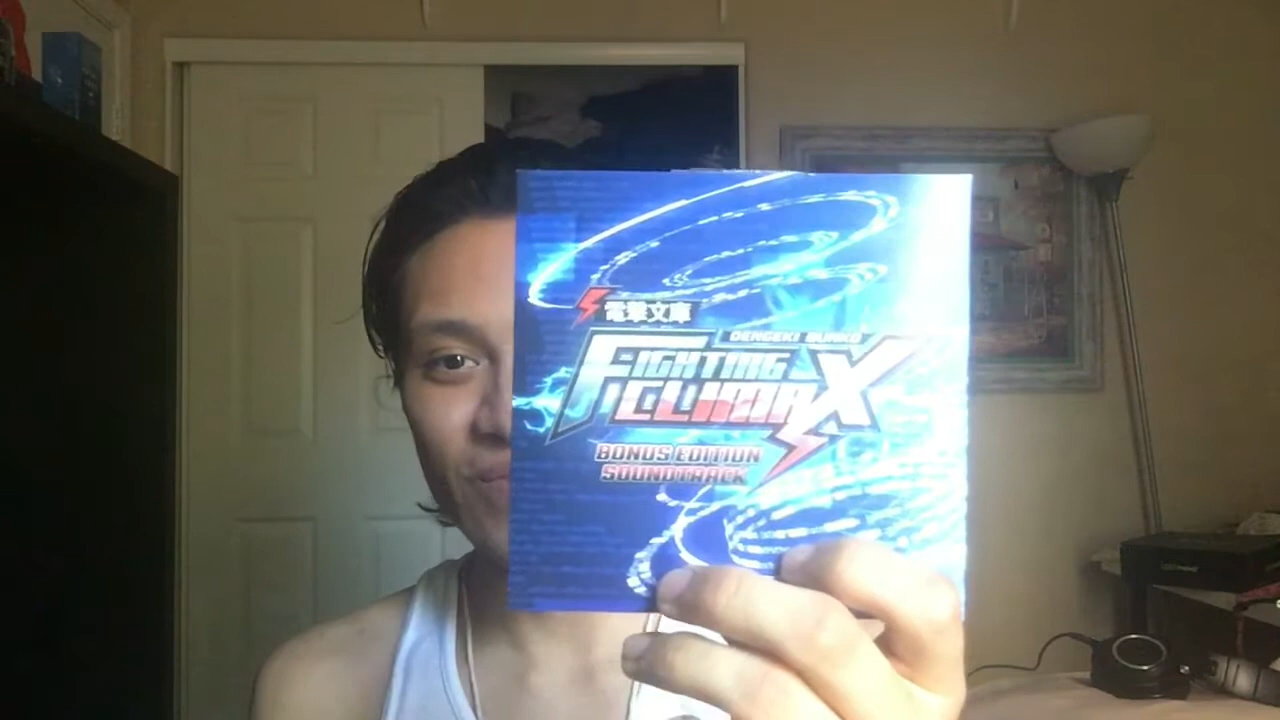 電撃文庫
DENGEKI BUNKO
FIGHTING
CLIMAX
BONUS EDITION
SOUNDTRACK